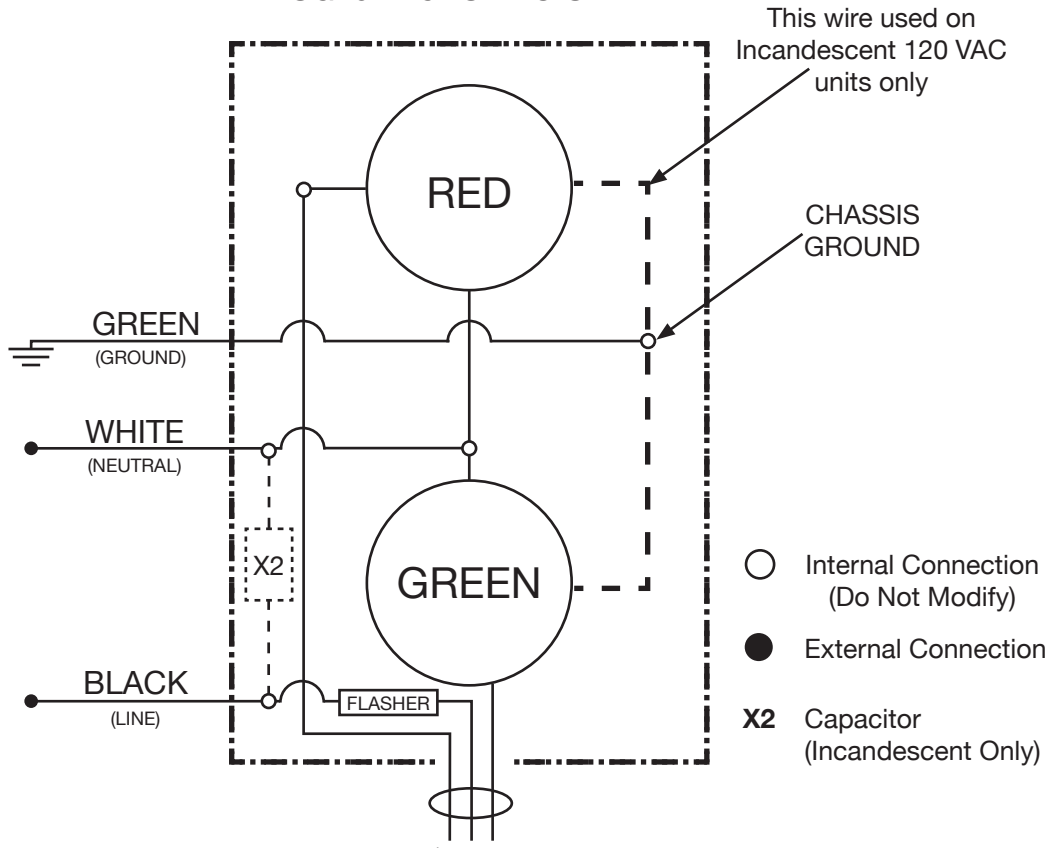 This wire used on
Incandescent 120 VAC
units only
RED
CHASSIS
GROUND
GREEN
(GROUND)
WHITE
(NEUTRAL)
X2
GREEN
Internal Connection
(Do Not Modify)
External Connection
BLACK
(LINE)
FLASHER
X2 Capacitor
(Incandescent Only)